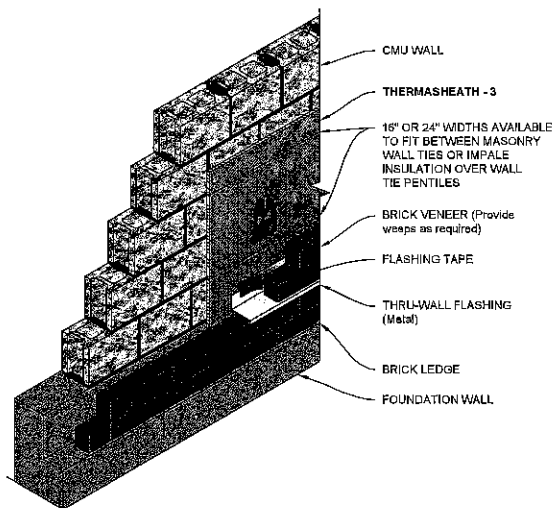 CMU WALL
THERMASHEATH - 3
16" OR 24" WIDTHS AVAILABLE
TO FIT BETWEEN MASONRY
WALL TIES OR IMPALE
INSULATION OVER WALL
TIE PENTILES
BRICK VENEER (Provide
weeps as required)
FLASHING TAPE
THRU-WALL FLASHING
(Metal)
BRICK LEDGE
FOUNDATION WALL